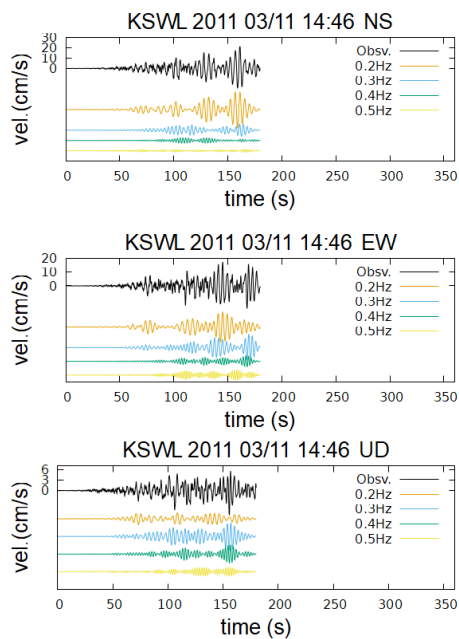 KSWL 2011 03/11 14:46 NS
30
20
10
0
vel.(cm/s)
Obsv.
0.2Hz
0.3Hz
0.4Hz
0.5Hz
0 50 100 150 200 250 300 350
time (s)
KSWL 2011 03/11 14:46 EW
20
10
0
vel.(cm/s)
Obsv.
0.2Hz
0.3Hz
0.4Hz
0.5Hz
0 50 100 150 200 250 300 350
time (s)
KSWL 2011 03/11 14:46 UD
6
3
0
vel.(cm/s)
Obsv.
0.2Hz
0.3Hz
0.4Hz
0.5Hz
0 50 100 150 200 250 300 350
time (s)